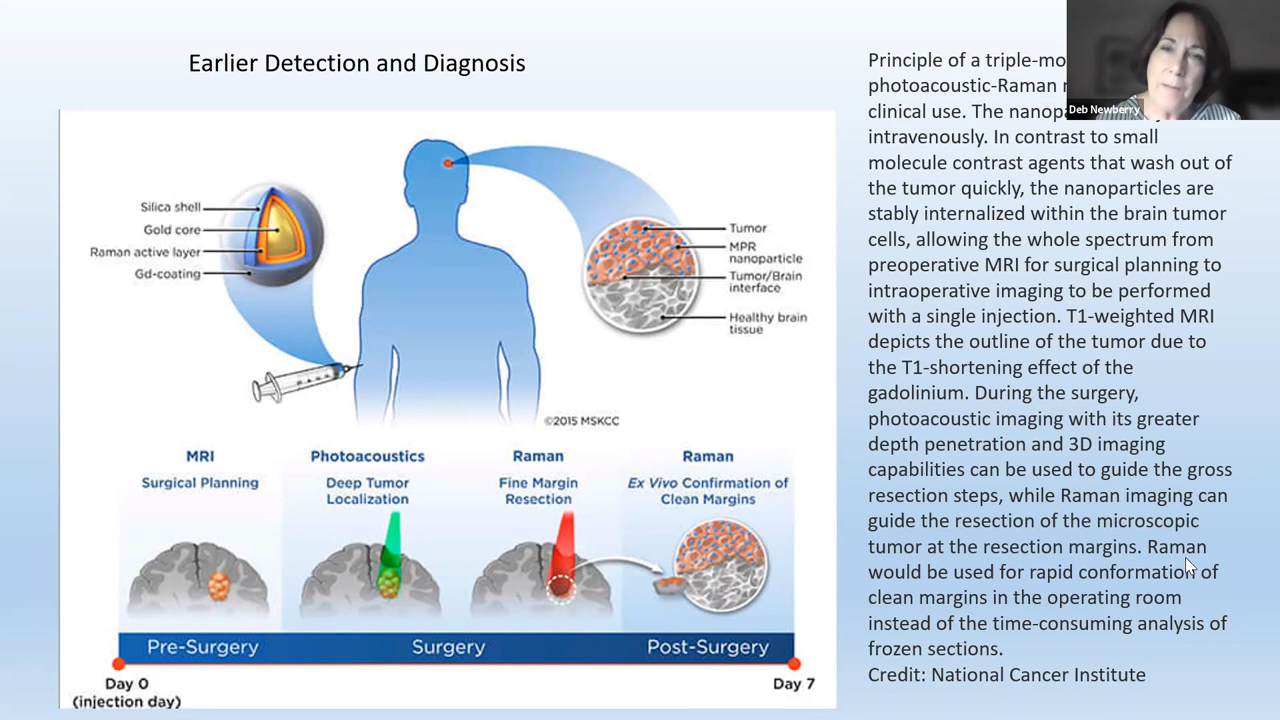 Earlier Detection and Diagnosis
Silica shell
Gold core
Raman active layer
Gd-coating
Tumor
MPR
nanoparticle
Tumor/Brain
interface
Healthy brain
tissue
©2015 MSKCC
MRI
Surgical Planning
Photoacoustics
Deep Tumor
Localization
Raman
Fine Margin
Resection
Raman
Ex Vivo Confirmation of
Clean Margins
Pre-Surgery
Surgery
Post-Surgery
Day 0
(injection day)
Day 7
Deb Newberry
Principle of a
photoacoustic-Raman
clinical use. The
intravenously. In contrast to small
molecule contrast agents that wash out of
the tumor quickly, the nanoparticles are
stably internalized within the brain tumor
cells, allowing the whole spectrum from
preoperative MRI for surgical planning to
intraoperative imaging to be performed
with a single injection. T1-weighted MRI
depicts the outline of the tumor due to
the T1-shortening effect of the
gadolinium. During the surgery,
photoacoustic imaging with its greater
depth penetration and 3D imaging
capabilities can be used to guide the gross
resection steps, while Raman imaging can
guide the resection of the microscopic
tumor at the resection margins. Raman
would be used for rapid conformation of
clean margins in the operating room
instead of the time-consuming analysis of
frozen sections.
Credit: National Cancer Institute